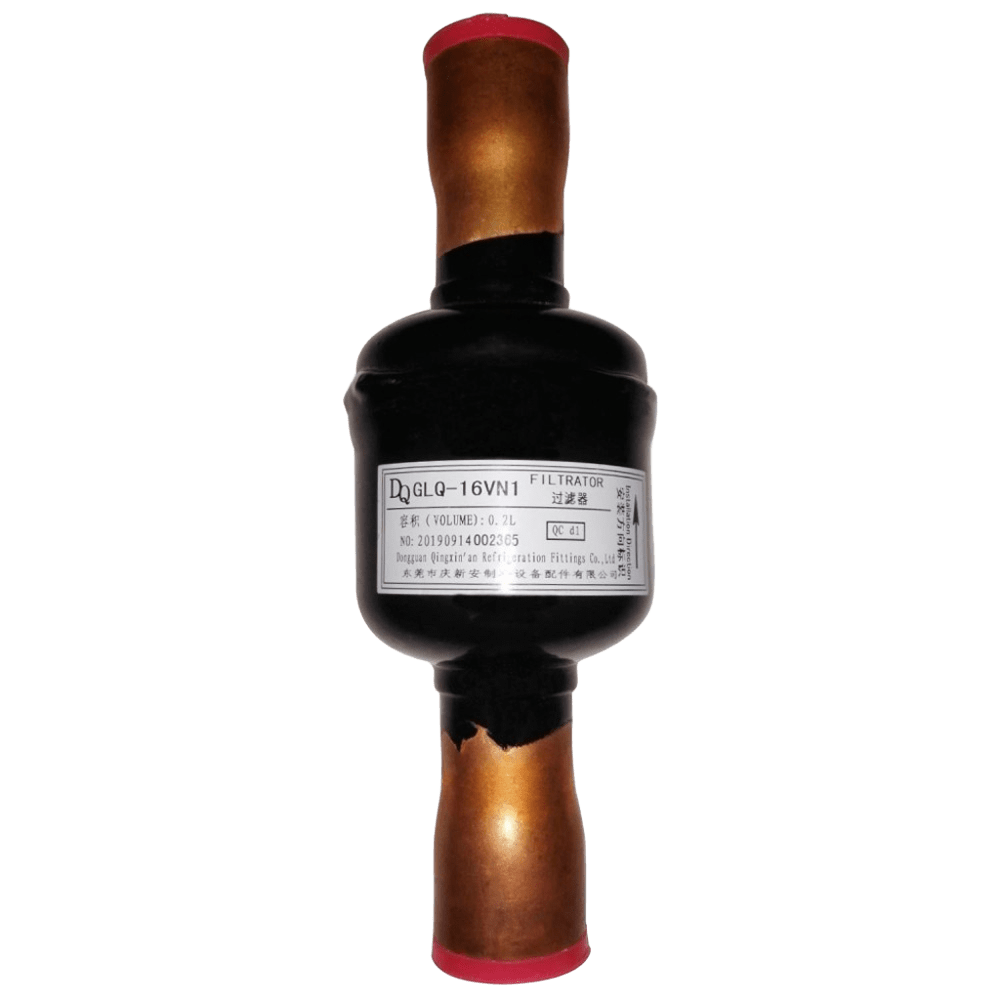 DQ GLQ-16VN1
FILTRATOR
过滤器
容积(VOLUME):0.2L
QC d1
NO:20190914002365
Dongguan Qingxin'an Refrigeration Fittings Co.,Ltd
东莞市庆新安制冷设备配件有限公司
Installation Direction
安装方向标识